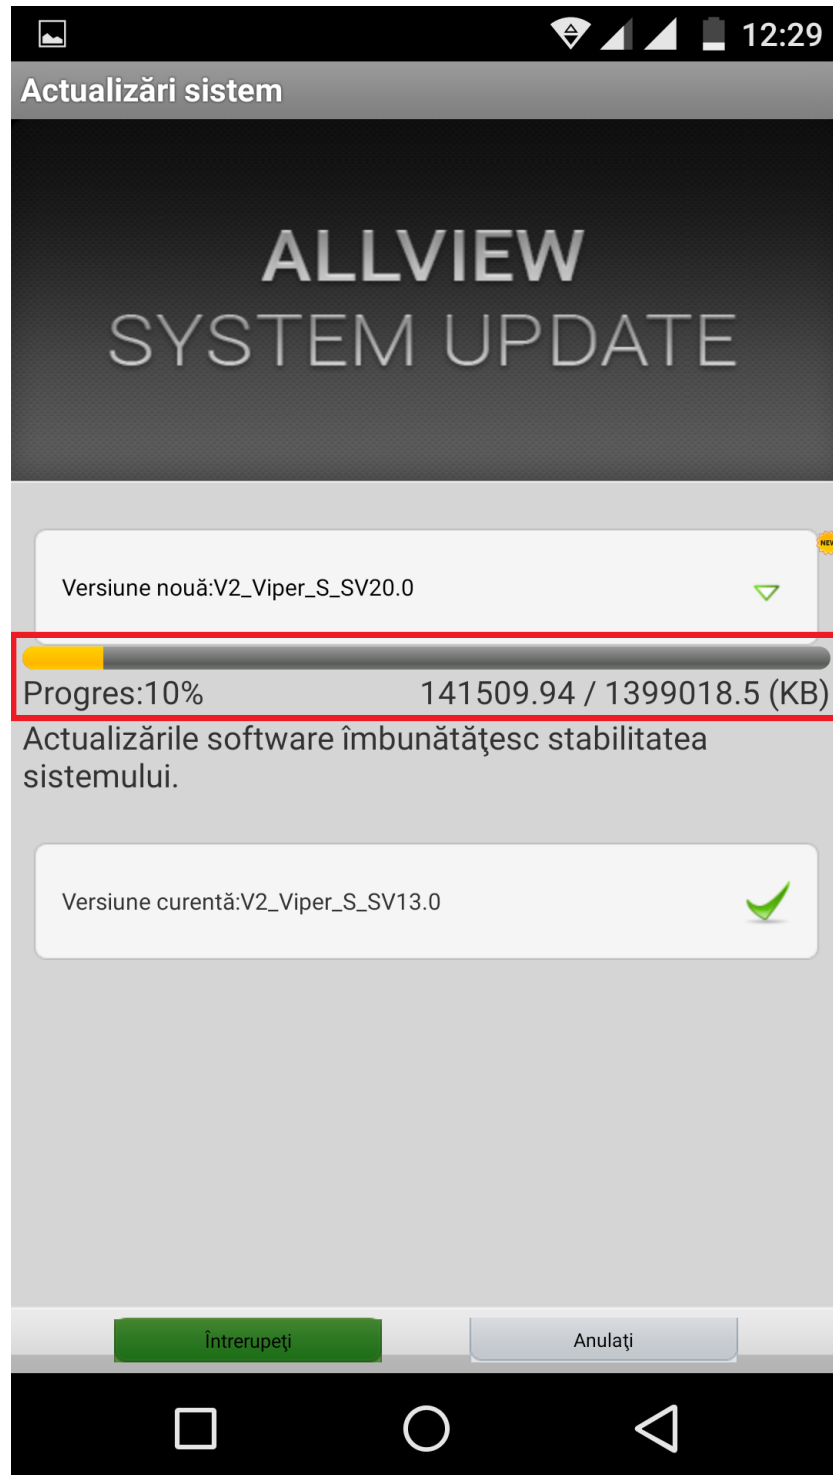 12:29
Actualizări sistem
ALLVIEW
SYSTEM UPDATE
NEW
Versiune nouă:V2_Viper_S_SV20.0
Progres:10% 141509.94 / 1399018.5 (KB)
Actualizările software îmbunătăţesc stabilitatea
sistemului.
Versiune curentă:V2_Viper_S_SV13.0
Întrerupeţi Anulaţi